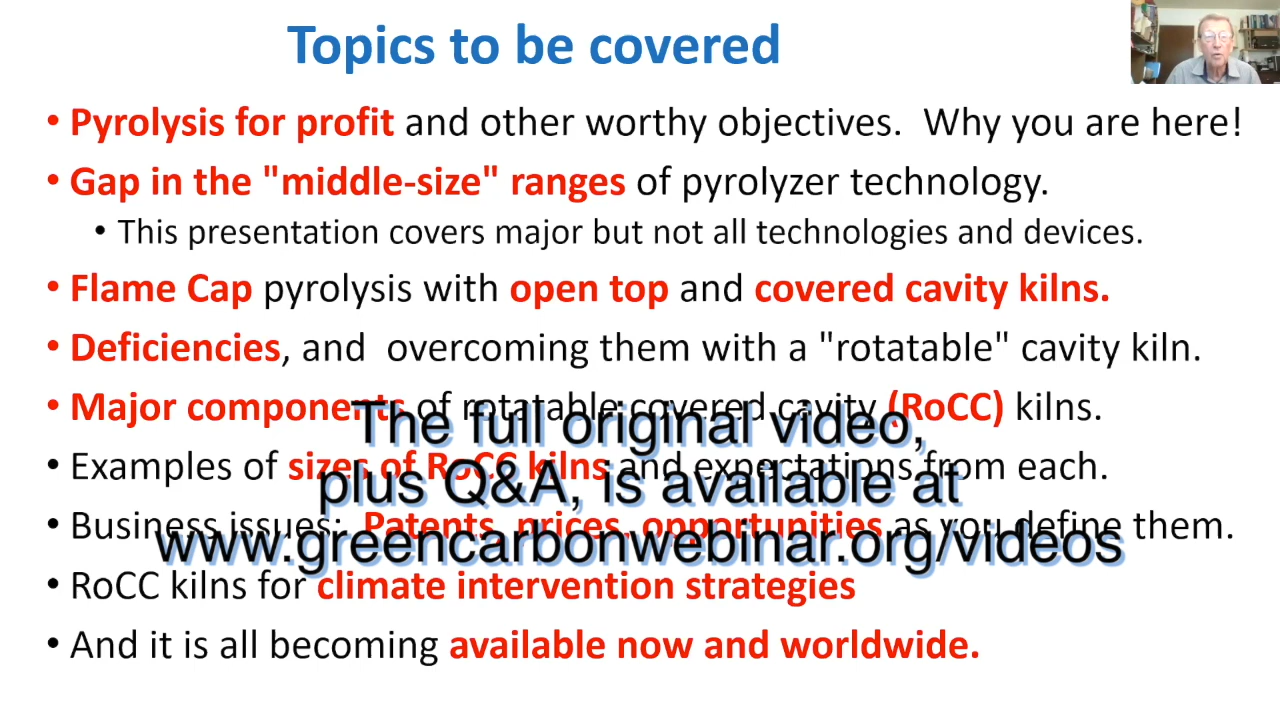 Topics to be covered
• Pyrolysis for profit and other worthy objectives.  Why you are here!
• Gap in the "middle-size" ranges of pyrolyzer technology.
• This presentation covers major but not all technologies and devices.
• Flame Cap pyrolysis with open top and covered cavity kilns.
• Deficiencies, and  overcoming them with a "rotatable" cavity kiln.
• Major components of rotatable covered cavity (RoCC) kilns.
The full original video,
• Examples of sizes of RoCC kilns and expectations from each.
plus Q&A, is available at
• Business issues:  Patents, prices, opportunities as you define them.
www.greencarbonwebinar.org/videos
• RoCC kilns for climate intervention strategies
• And it is all becoming available now and worldwide.